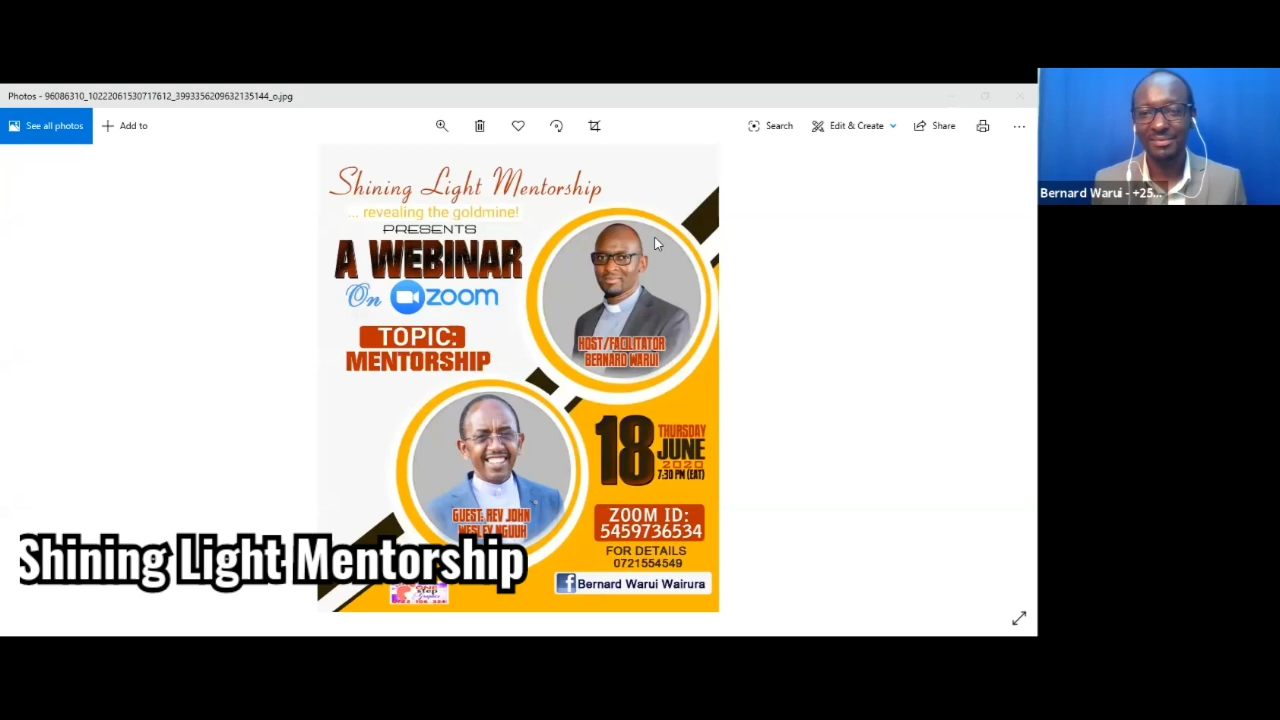 Photos - 96086310_10222061530717612_3993356209632135144_o.jpg
See all photos
Add to
Search
Edit & Create
Share
Bernard Warui - +25...
Shining Light Mentorship
... revealing the goldmine!
PRESENTS
A WEBINAR
On zoom
TOPIC:
MENTORSHIP
HOST/FACILITATOR
BERNARD WARUI
GUEST: REV JOHN
WESLEY NGUUH
18 THURSDAY
JUNE
2020
7:30 PM (EAT)
ZOOM ID:
5459736534
FOR DETAILS
0721554549
f Bernard Warui Wairura
Shining Light Mentorship